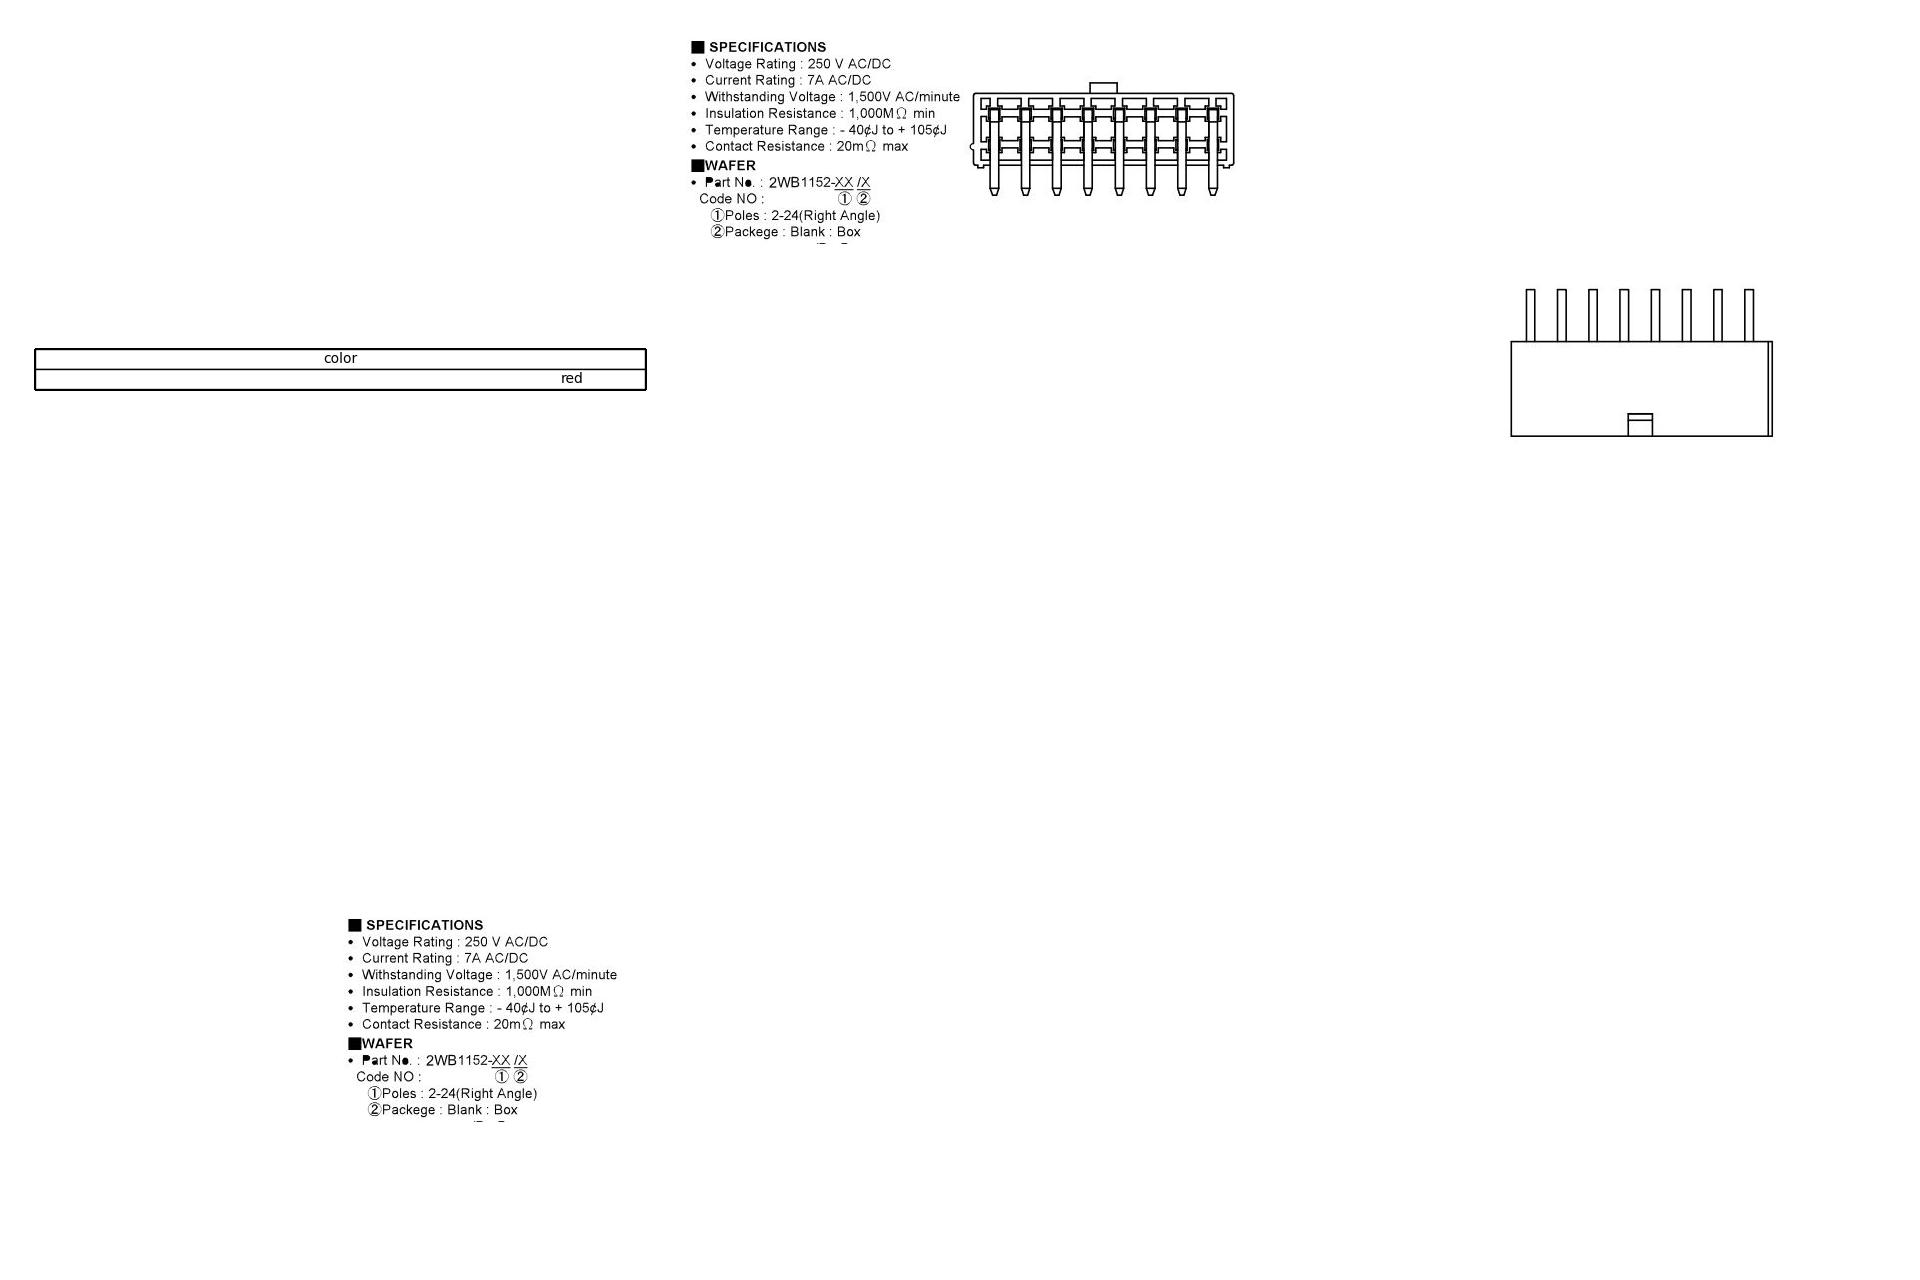 ■ SPECIFICATIONS
• Voltage Rating : 250 V AC/DC
• Current Rating : 7A AC/DC
• Withstanding Voltage : 1,500V AC/minute
• Insulation Resistance : 1,000MΩ min
• Temperature Range : - 40¢J to + 105¢J
• Contact Resistance : 20mΩ max
■WAFER
• Part No. : 2WB1152-XX /X
Code NO : ① ②
①Poles : 2-24(Right Angle)
②Packege : Blank : Box
color
red
■ SPECIFICATIONS
• Voltage Rating : 250 V AC/DC
• Current Rating : 7A AC/DC
• Withstanding Voltage : 1,500V AC/minute
• Insulation Resistance : 1,000MΩ min
• Temperature Range : - 40¢J to + 105¢J
• Contact Resistance : 20mΩ max
■WAFER
• Part No. : 2WB1152-XX /X
Code NO : ① ②
①Poles : 2-24(Right Angle)
②Packege : Blank : Box